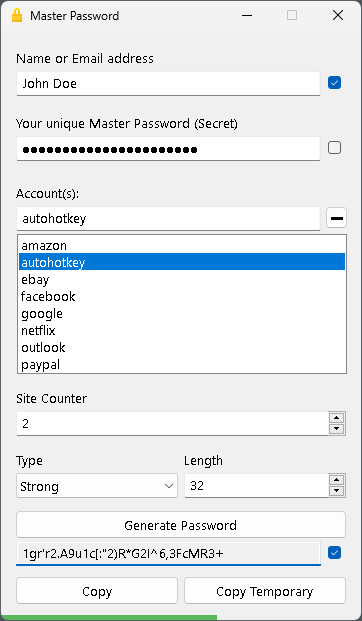 Master Password
Name or Email address
John Doe
Your unique Master Password (Secret)
●●●●●●●●●●●●●●●●●●●●●●
Account(s):
autohotkey
amazon
autohotkey
ebay
facebook
google
netflix
outlook
paypal
Site Counter
2
Type Length
Strong 32
Generate Password
1gr'r2.A9u1c[:"2)R*G2I^6,3FcMR3+
Copy Copy Temporary